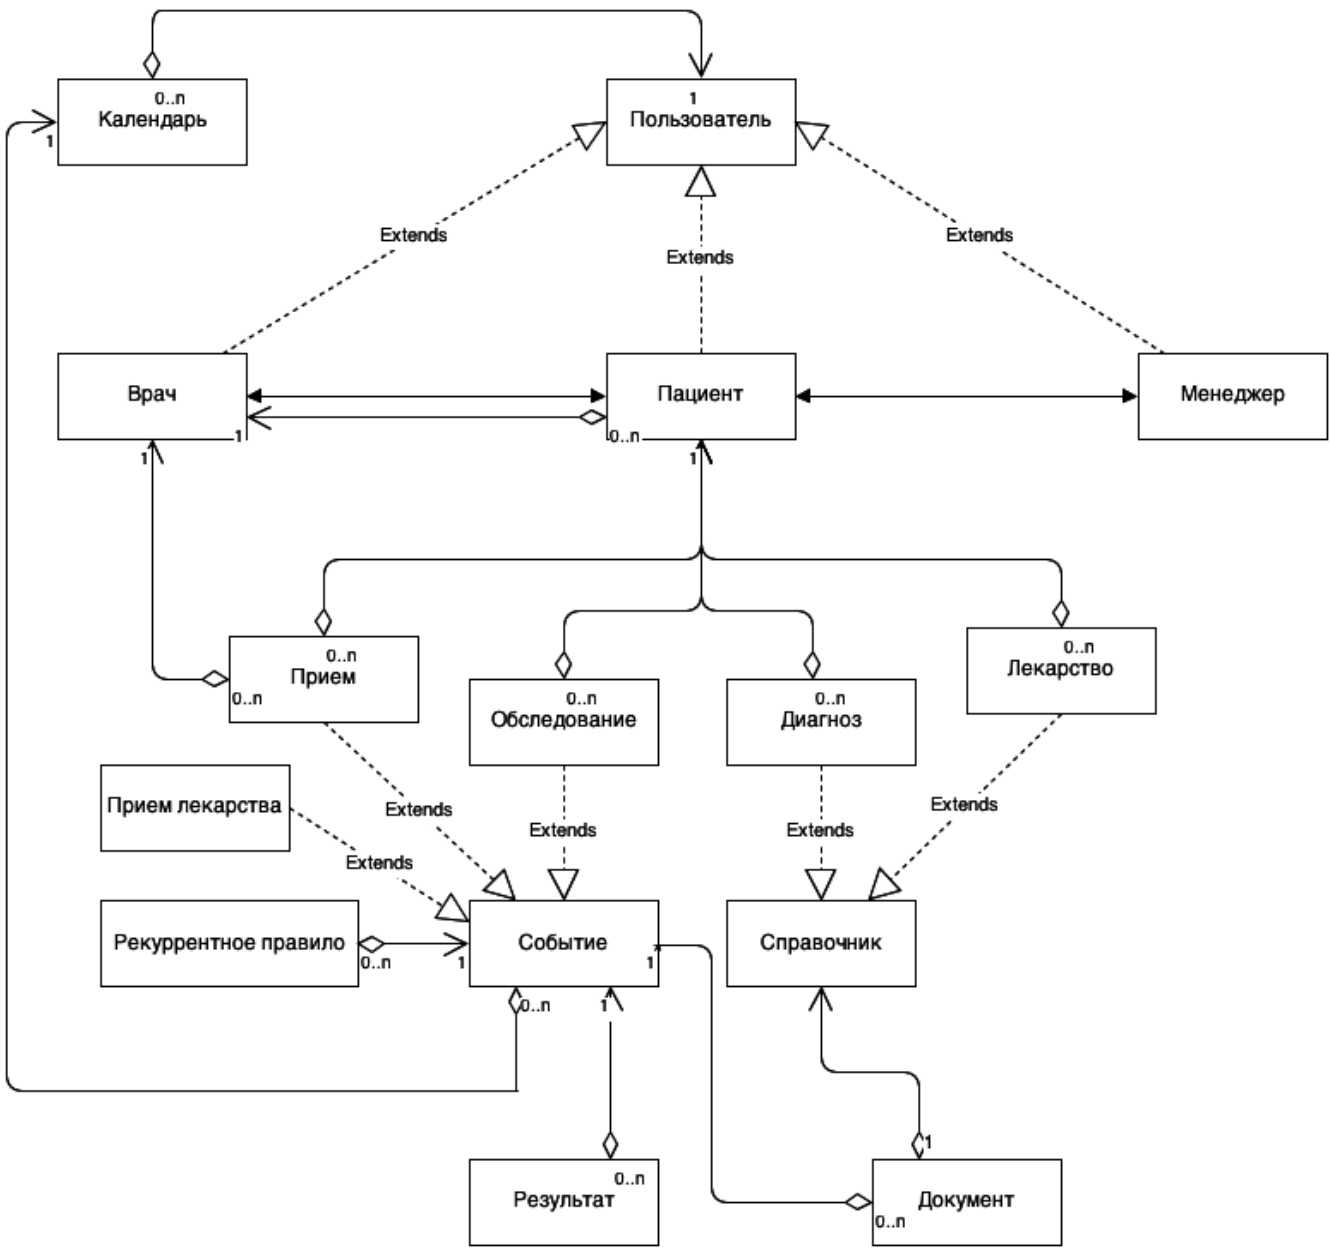 0..n
Календарь
1
1
Пользователь
Extends
Extends
Extends
Врач
1
Пациент
0..n
Менеджер
1
1
0..n
Прием
0..n
0..n
Обследование
0..n
Диагноз
0..n
Лекарство
Прием лекарства
Extends
Extends
Extends
Extends
Extends
Рекуррентное правило
0..n
1
Событие
1
0..n
1
Справочник
0..n
Результат
1
Документ
0..n